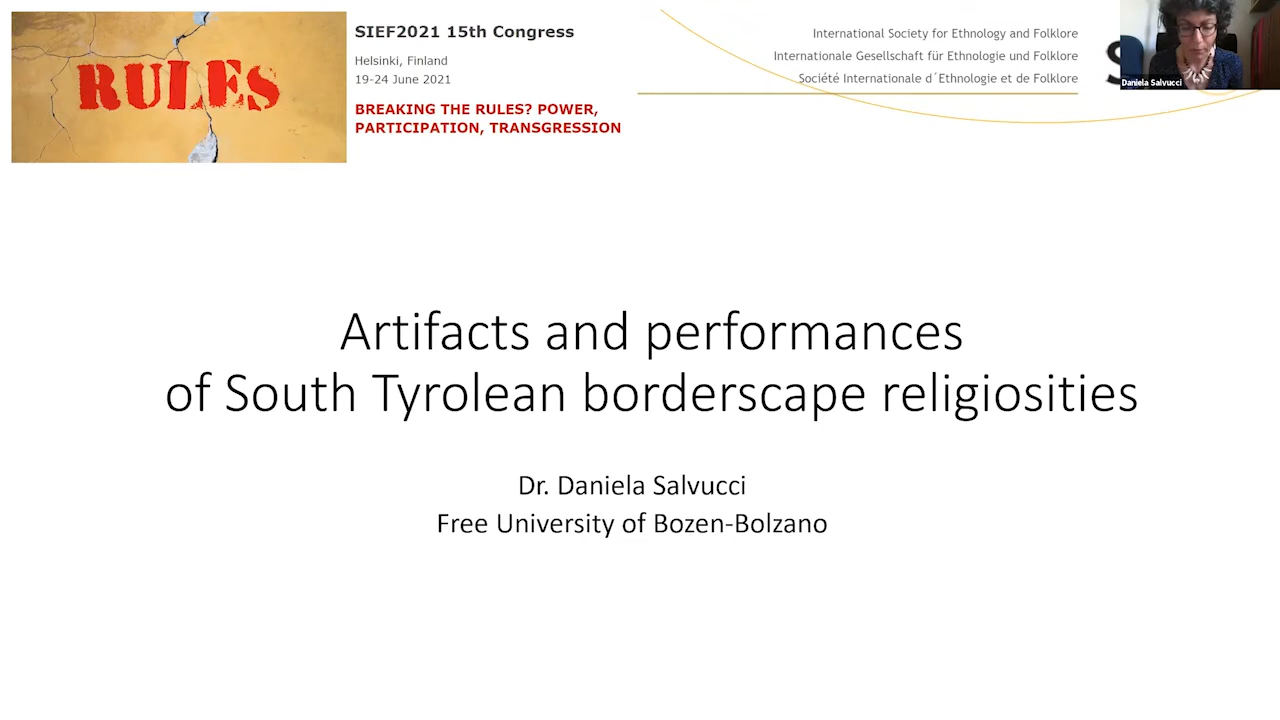 RULES
SIEF2021 15th Congress
Helsinki, Finland
19-24 June 2021
BREAKING THE RULES? POWER,
PARTICIPATION, TRANSGRESSION
International Society for Ethnology and Folklore
Internationale Gesellschaft für Ethnologie und Folklore
Société Internationale d´Ethnologie et de Folklore
Daniela Salvucci
Artifacts and performances
of South Tyrolean borderscape religiosities
Dr. Daniela Salvucci
Free University of Bozen-Bolzano